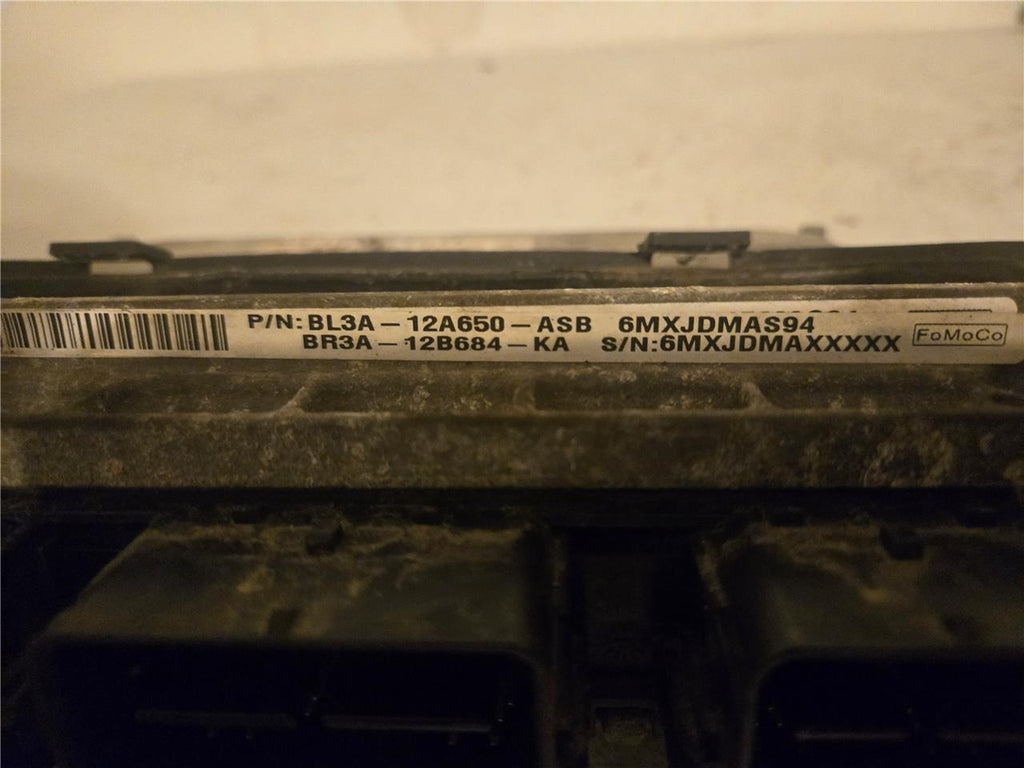 P/N: BL3A-12A650-ASB 6MXJDMAS94
BR3A-12B684-KA S/N:6MXJDMAXXXXX
FoMoCo